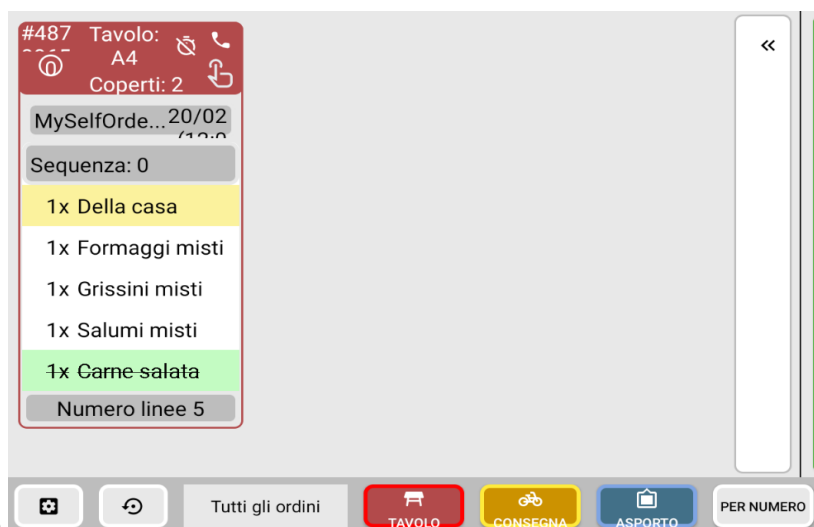 #487 Tavolo:
A4
Coperti: 2
MySelfOrde... 20/02
Sequenza: 0
1x Della casa
1x Formaggi misti
1x Grissini misti
1x Salumi misti
1x Carne salata
Numero linee 5
«
Tutti gli ordini
TAVOLO
CONSEGNA
ASPORTO
PER NUMERO